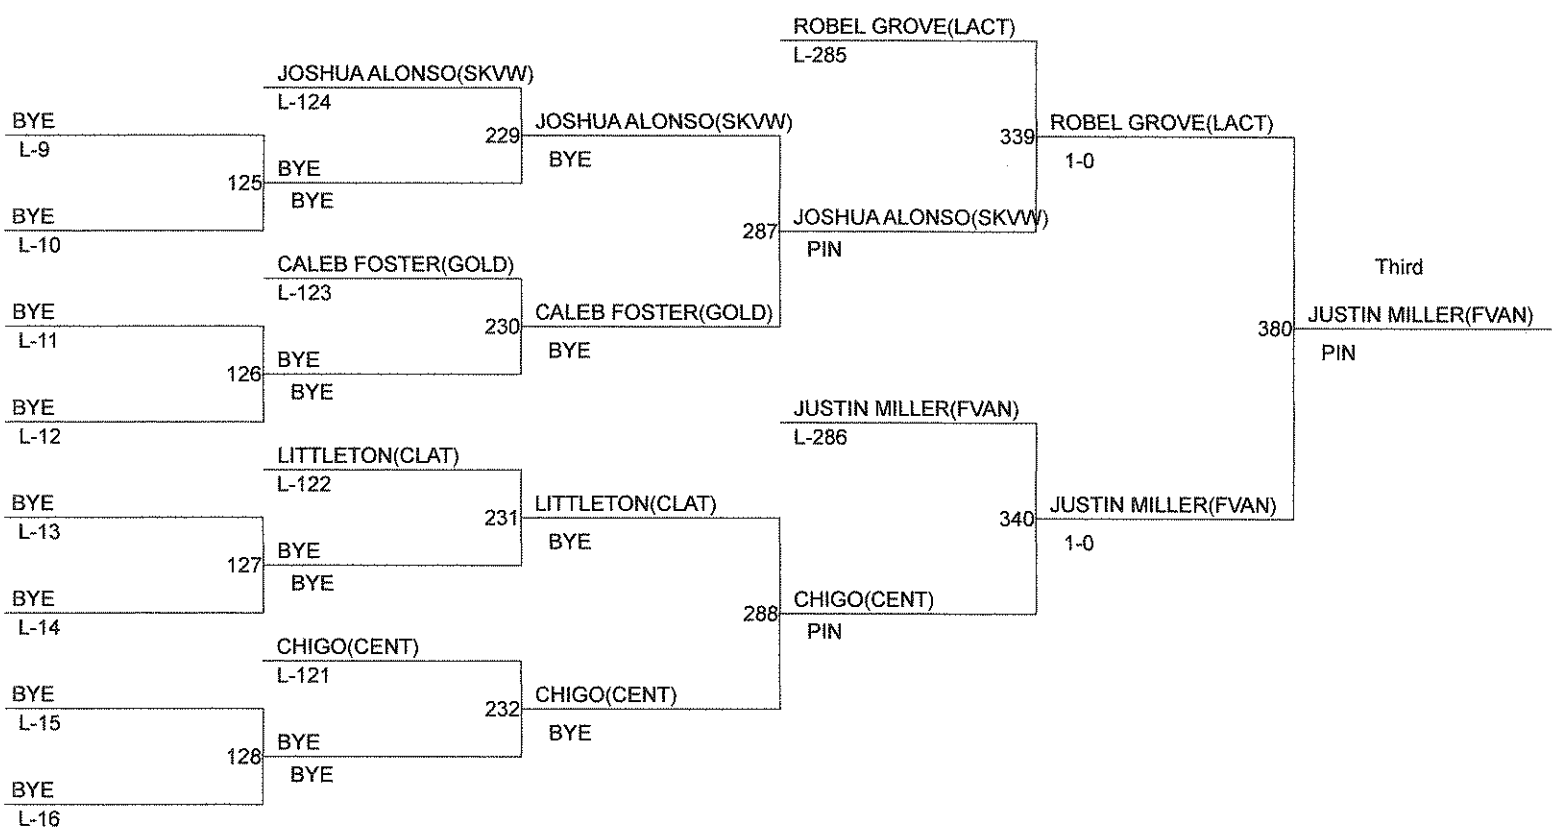 ROBEL GROVE(LACT)
L-285
JOSHUA ALONSO(SKVW)
L-124
BYE
L-9
229
JOSHUA ALONSO(SKVW)
BYE
339
ROBEL GROVE(LACT)
1-0
125
BYE
BYE
BYE
L-10
287
JOSHUA ALONSO(SKVW)
PIN
CALEB FOSTER(GOLD)
L-123
Third
BYE
L-11
230
CALEB FOSTER(GOLD)
BYE
380
JUSTIN MILLER(FVAN)
PIN
126
BYE
BYE
BYE
L-12
JUSTIN MILLER(FVAN)
L-286
LITTLETON(CLAT)
L-122
BYE
L-13
231
LITTLETON(CLAT)
BYE
340
JUSTIN MILLER(FVAN)
1-0
127
BYE
BYE
BYE
L-14
288
CHIGO(CENT)
PIN
CHIGO(CENT)
L-121
BYE
L-15
232
CHIGO(CENT)
BYE
128
BYE
BYE
BYE
L-16